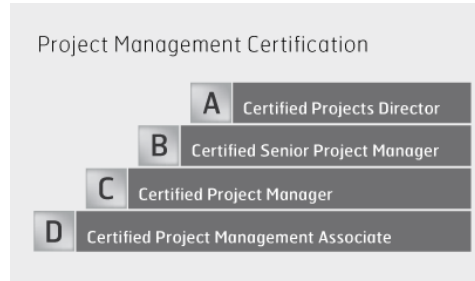 Project Management Certification
A Certified Projects Director
B Certified Senior Project Manager
C Certified Project Manager
D Certified Project Management Associate